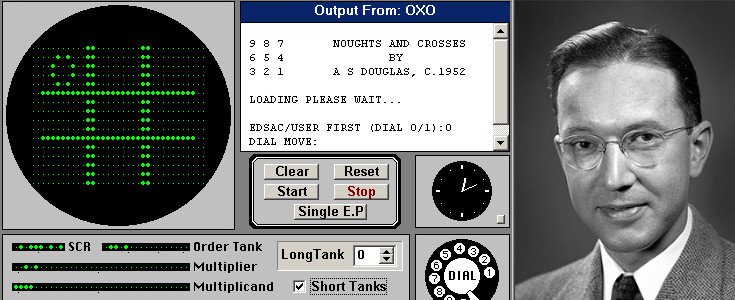 Output From: OXO
9 8 7 NOUGHTS AND CROSSES
6 5 4 BY
3 2 1 A S DOUGLAS, C.1952
LOADING PLEASE WAIT...
EDSAC/USER FIRST (DIAL 0/1):0
DIAL MOVE:
Clear Reset
Start Stop
Single E.P
SCR Order Tank
LongTank 0
Multiplier
Multiplicand
Short Tanks
5 4 3 2 1
6 7 8 9 0
DIAL